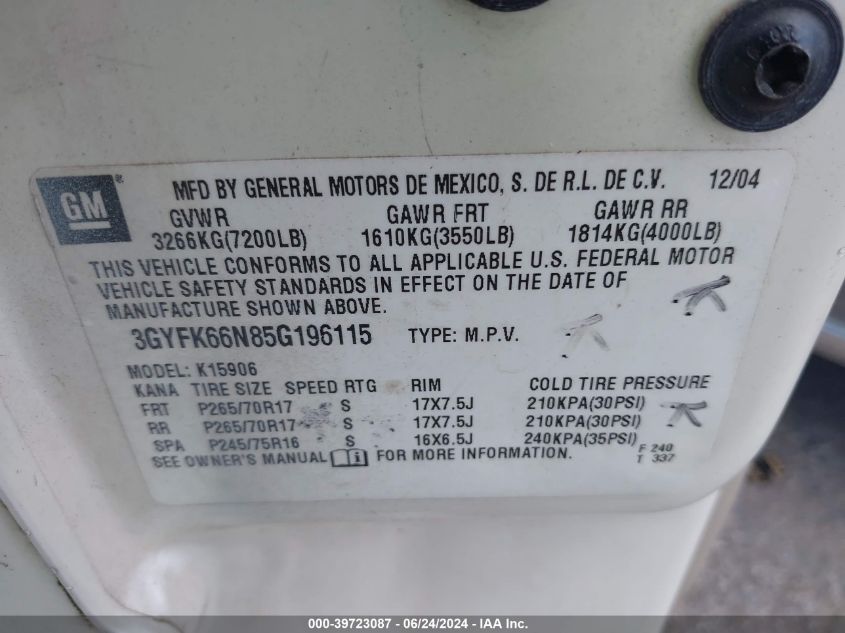 GM
MFD BY GENERAL MOTORS DE MEXICO, S. DE R.L. DE C.V. 12/04
GVWR GAWR FRT GAWR RR
3266KG(7200LB) 1610KG(3550LB) 1814KG(4000LB)
THIS VEHICLE CONFORMS TO ALL APPLICABLE U.S. FEDERAL MOTOR
VEHICLE SAFETY STANDARDS IN EFFECT ON THE DATE OF
MANUFACTURE SHOWN ABOVE.
3GYFK66N85G196115 TYPE: M.P.V.
MODEL: K15906
KANA TIRE SIZE SPEED RTG RIM COLD TIRE PRESSURE
FRT P265/70R17 S 17X7.5J 210KPA(30PSI)
RR P265/70R17 S 17X7.5J 210KPA(30PSI)
SPA P245/75R16 S 16X6.5J 240KPA(35PSI)
SEE OWNER'S MANUAL i FOR MORE INFORMATION.
F 240
T 337
000-39723087 - 06/24/2024 - IAA Inc.